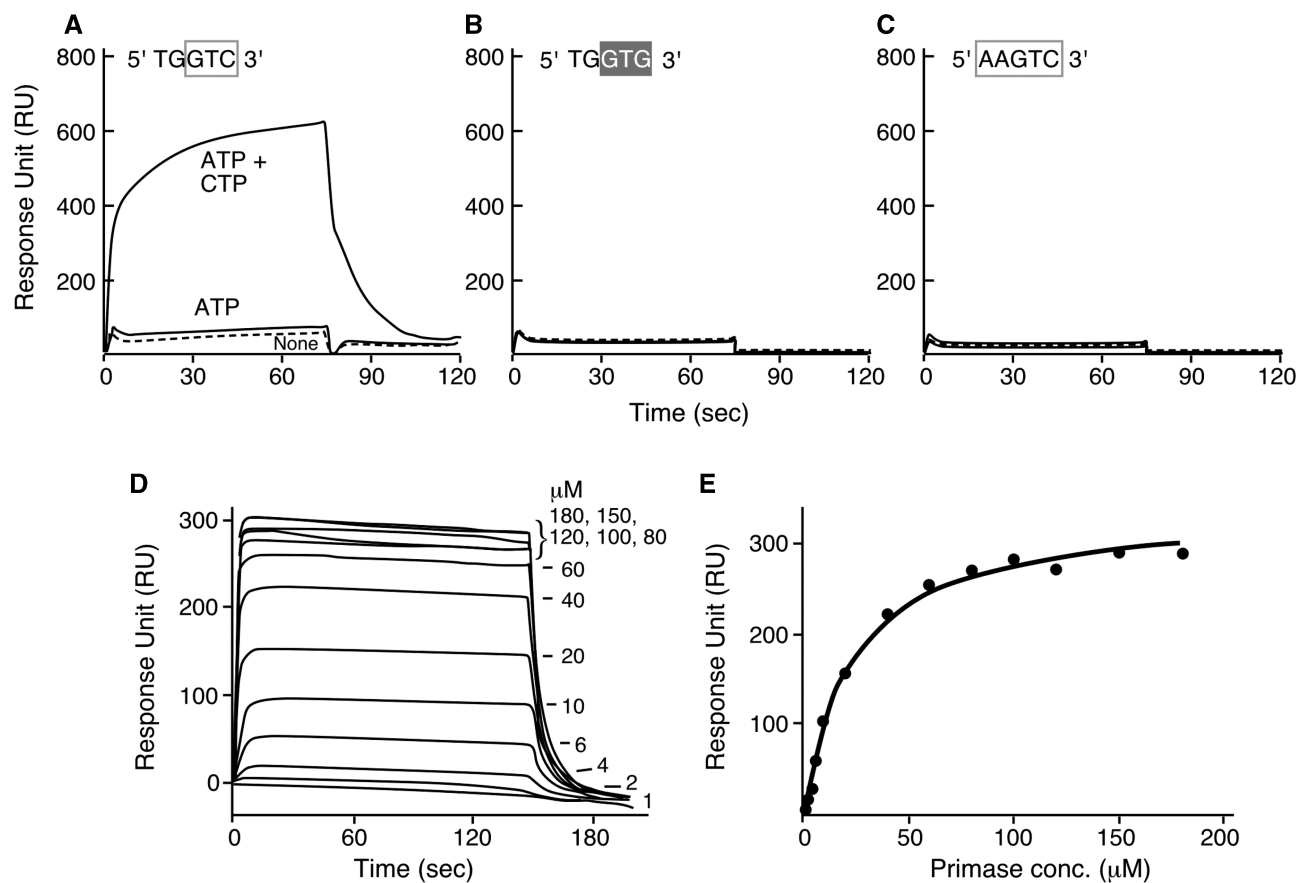 A
B
C
5' TGGTC 3'
5' TGGTG 3'
5' AAGTC 3'
800
600
400
200
Response Unit (RU)
ATP +
CTP
ATP
None
0 30 60 90 120
800
600
400
200
0 30 60 90 120
800
600
400
200
0 30 60 90 120
Time (sec)
D
μM
180, 150,
120, 100, 80
60
40
20
10
6
4
2
1
300
200
100
0
Response Unit (RU)
0 60 120 180
Time (sec)
E
300
200
100
Response Unit (RU)
0 50 100 150 200
Primase conc. (μM)